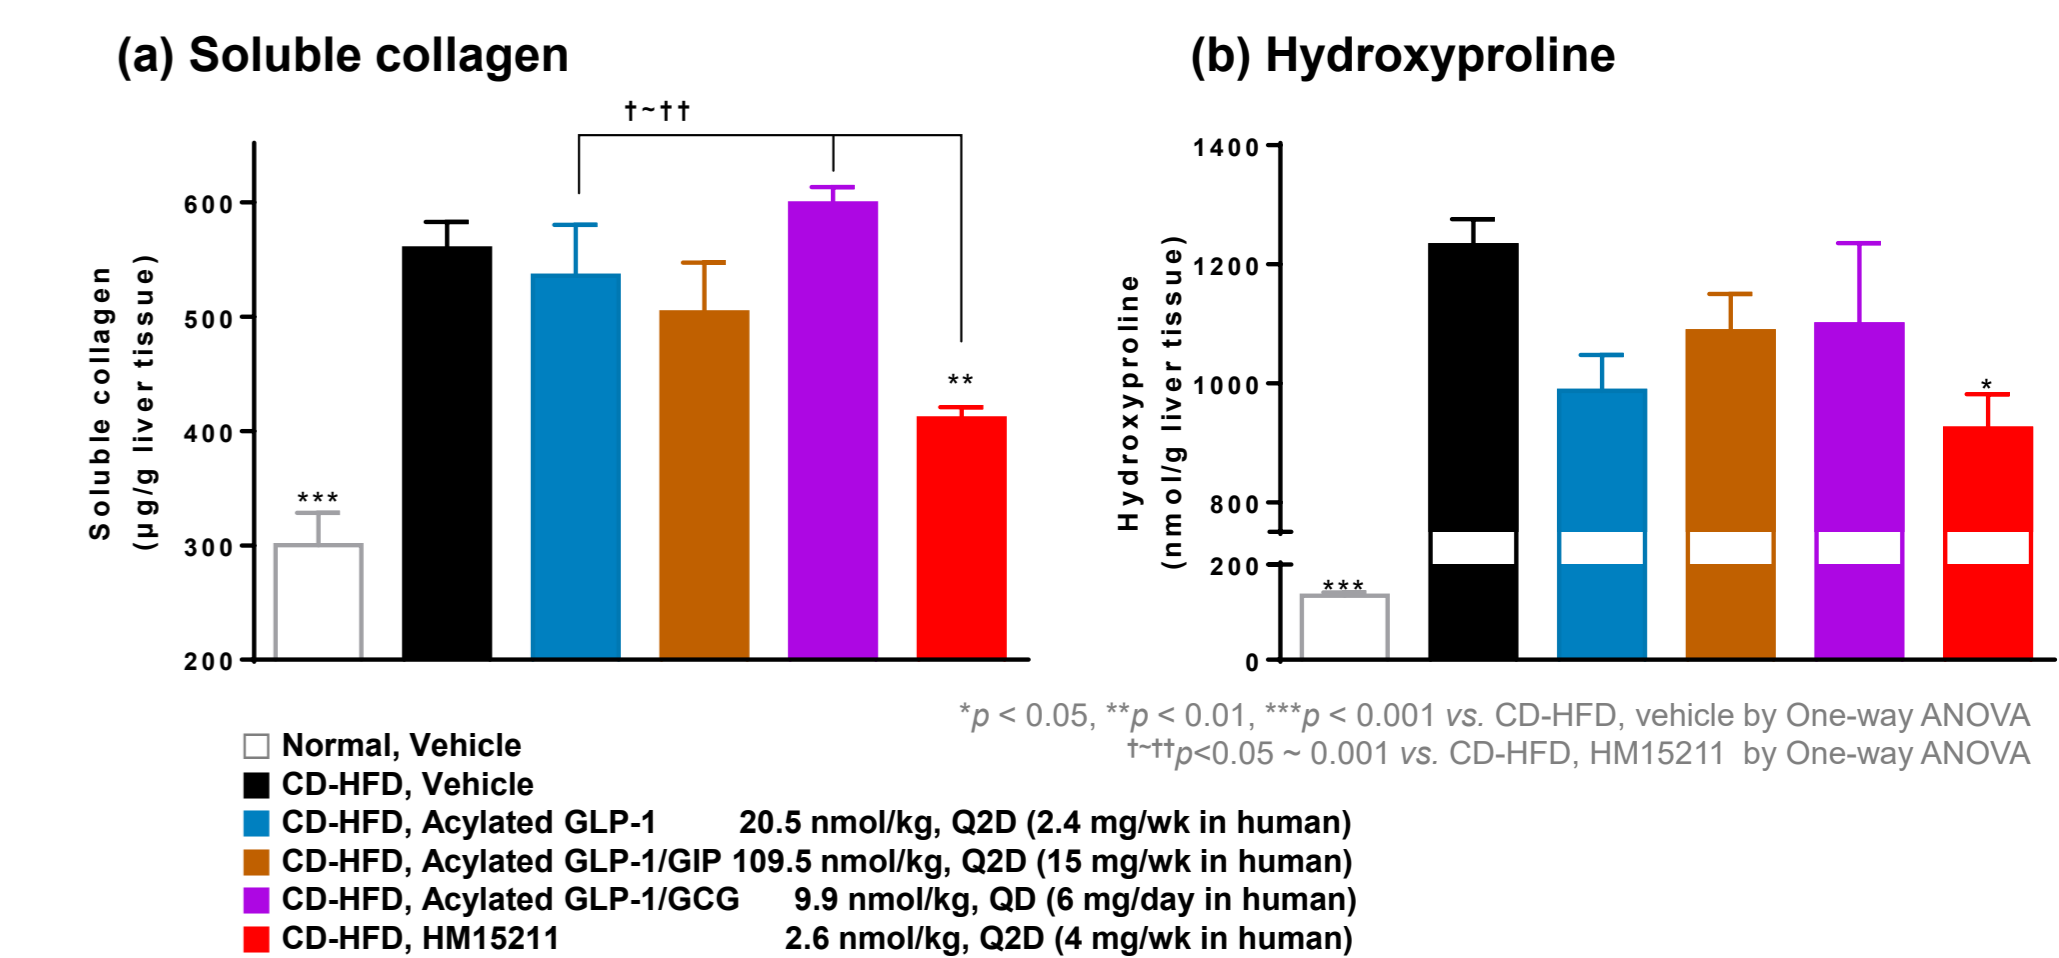 (a) Soluble collagen
†~††
600
500
400
300
200
Soluble collagen
(µg/g liver tissue)
***
**
(b) Hydroxyproline
1400
1200
1000
800
200
0
Hydroxyproline
(nmol/g liver tissue)
***
*
*p < 0.05, **p < 0.01, ***p < 0.001 vs. CD-HFD, vehicle by One-way ANOVA
†~††p<0.05 ~ 0.001 vs. CD-HFD, HM15211 by One-way ANOVA
Normal, Vehicle
CD-HFD, Vehicle
CD-HFD, Acylated GLP-1 20.5 nmol/kg, Q2D (2.4 mg/wk in human)
CD-HFD, Acylated GLP-1/GIP 109.5 nmol/kg, Q2D (15 mg/wk in human)
CD-HFD, Acylated GLP-1/GCG 9.9 nmol/kg, QD (6 mg/day in human)
CD-HFD, HM15211 2.6 nmol/kg, Q2D (4 mg/wk in human)